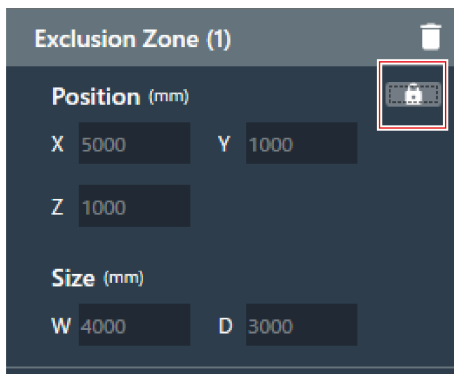 Exclusion Zone (1)
Position (mm)
X 5000 Y 1000
Z 1000
Size (mm)
W 4000 D 3000